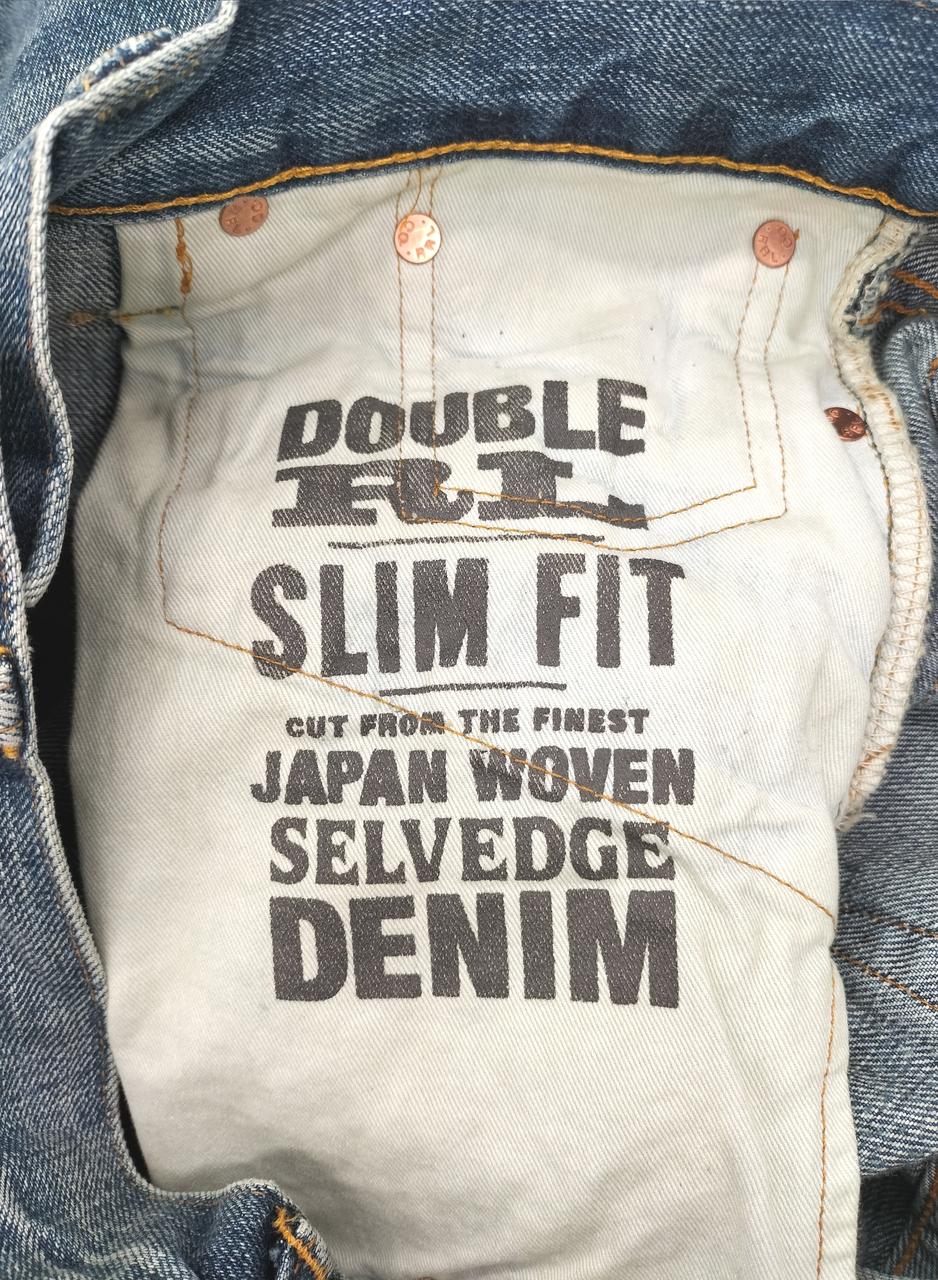 DOUBLE
RL
SLIM FIT
CUT FROM THE FINEST
JAPAN WOVEN
SELVEDGE
DENIM